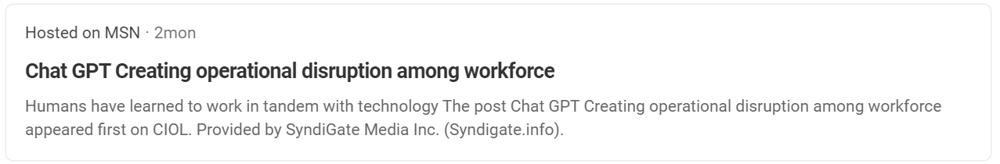 Hosted on MSN · 2mon
Chat GPT Creating operational disruption among workforce
Humans have learned to work in tandem with technology The post Chat GPT Creating operational disruption among workforce
appeared first on CIOL. Provided by SyndiGate Media Inc. (Syndigate.info).